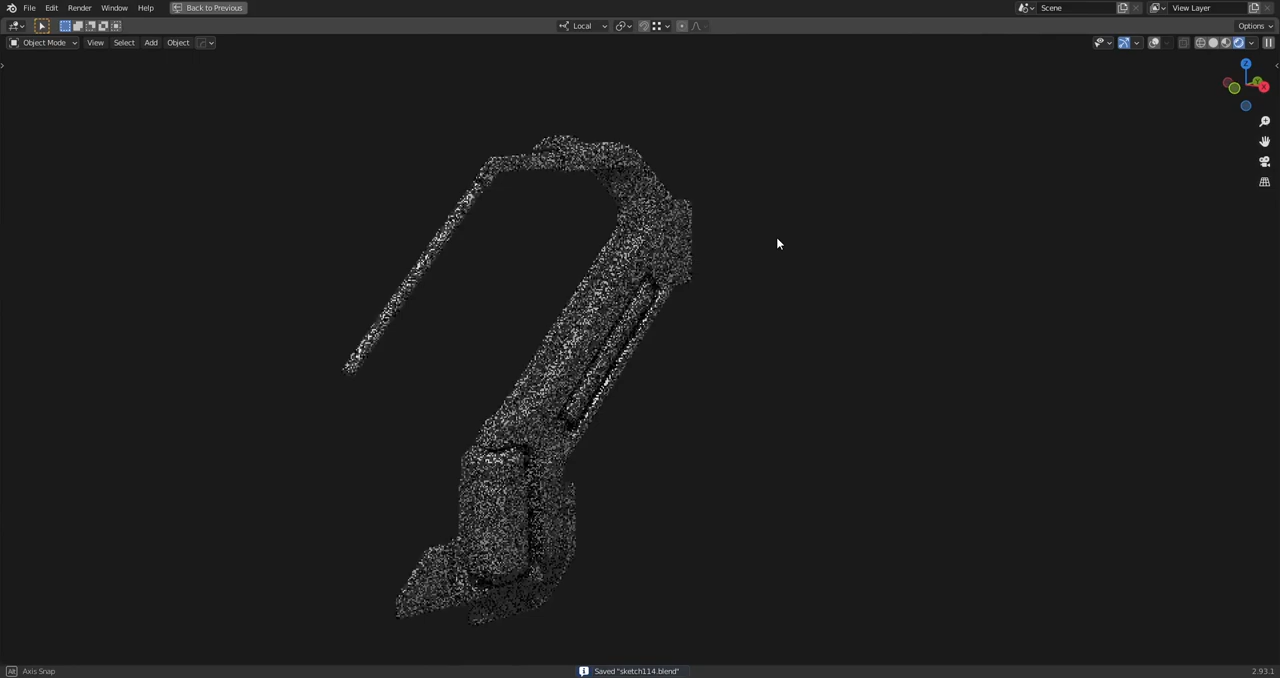 File Edit Render Window Help Back to Previous Scene View Layer
Local Options
Object Mode View Select Add Object
Z
Y
X
Alt Axis Snap Saved "sketch114.blend" 2.93.1